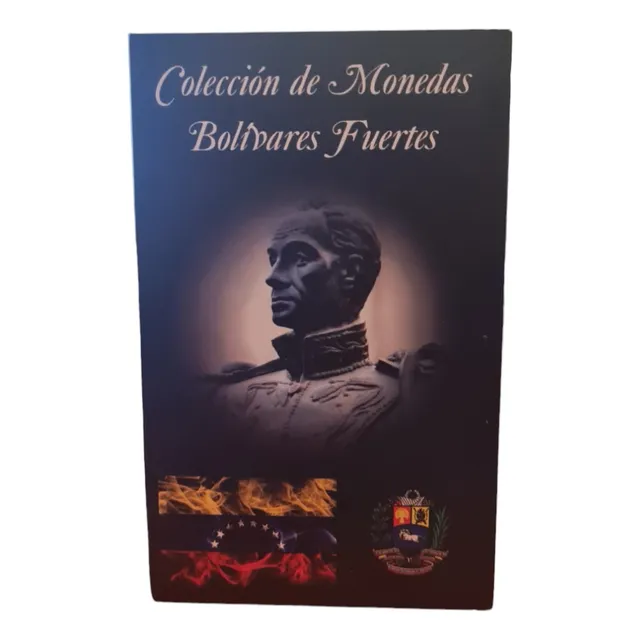 Colección de Monedas
Bolívares Fuertes